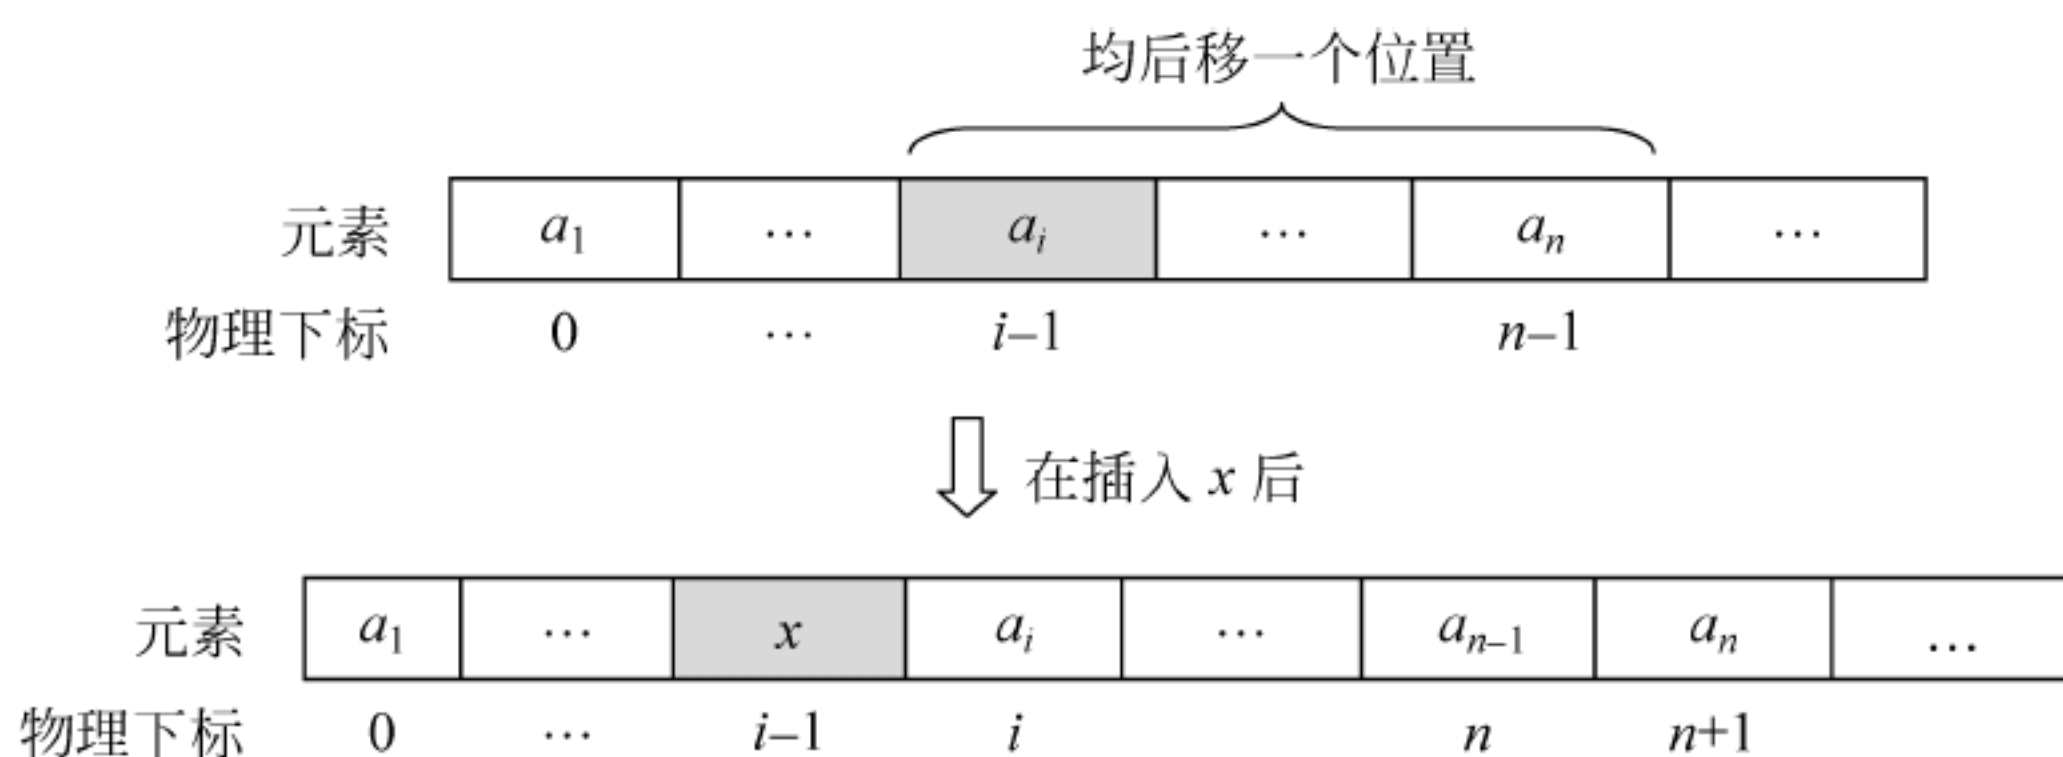 均后移一个位置
元素 a1 … ai … an …
物理下标 0 … i–1 n–1
在插入 x 后
元素 a1 … x ai … an–1 an …
物理下标 0 … i–1 i n n+1